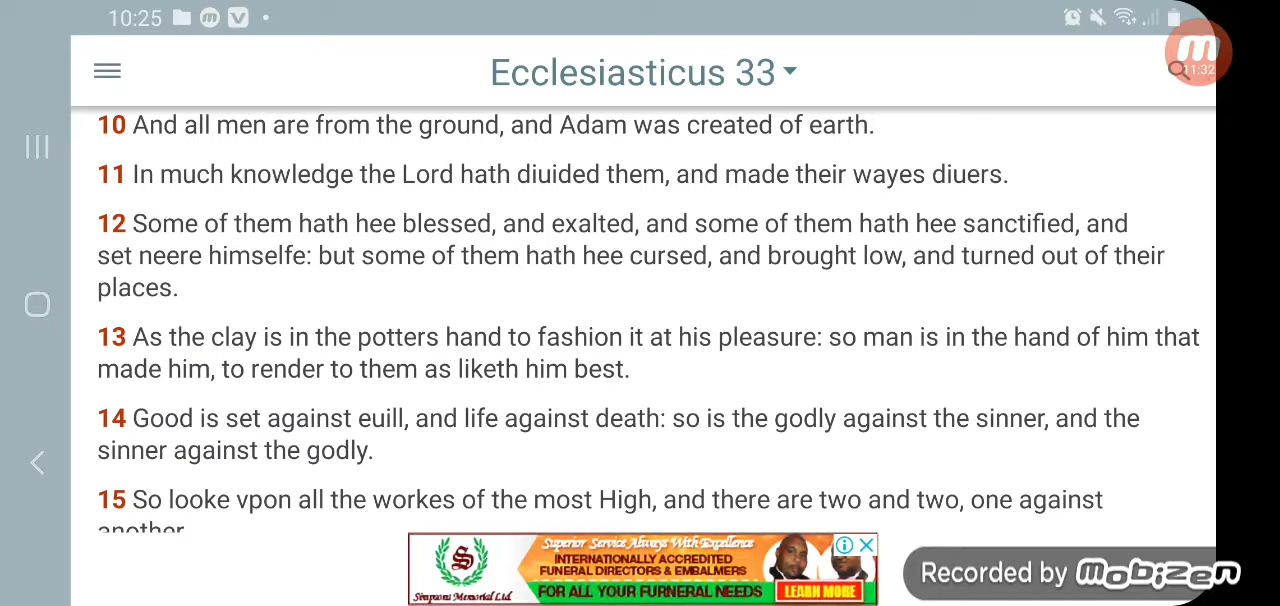 10:25
11:32
Ecclesiasticus 33
10 And all men are from the ground, and Adam was created of earth.
11 In much knowledge the Lord hath diuided them, and made their wayes diuers.
12 Some of them hath hee blessed, and exalted, and some of them hath hee sanctified, and
set neere himselfe: but some of them hath hee cursed, and brought low, and turned out of their
places.
13 As the clay is in the potters hand to fashion it at his pleasure: so man is in the hand of him that
made him, to render to them as liketh him best.
14 Good is set against euill, and life against death: so is the godly against the sinner, and the
sinner against the godly.
15 So looke vpon all the workes of the most High, and there are two and two, one against
another.
Superior Service Always With Excellence
INTERNATIONALLY ACCREDITED
FUNERAL DIRECTORS & EMBALMERS
FOR ALL YOUR FURNERAL NEEDS
LEARN MORE
S
Simpsons Memorial Ltd.
Recorded by Mobizen